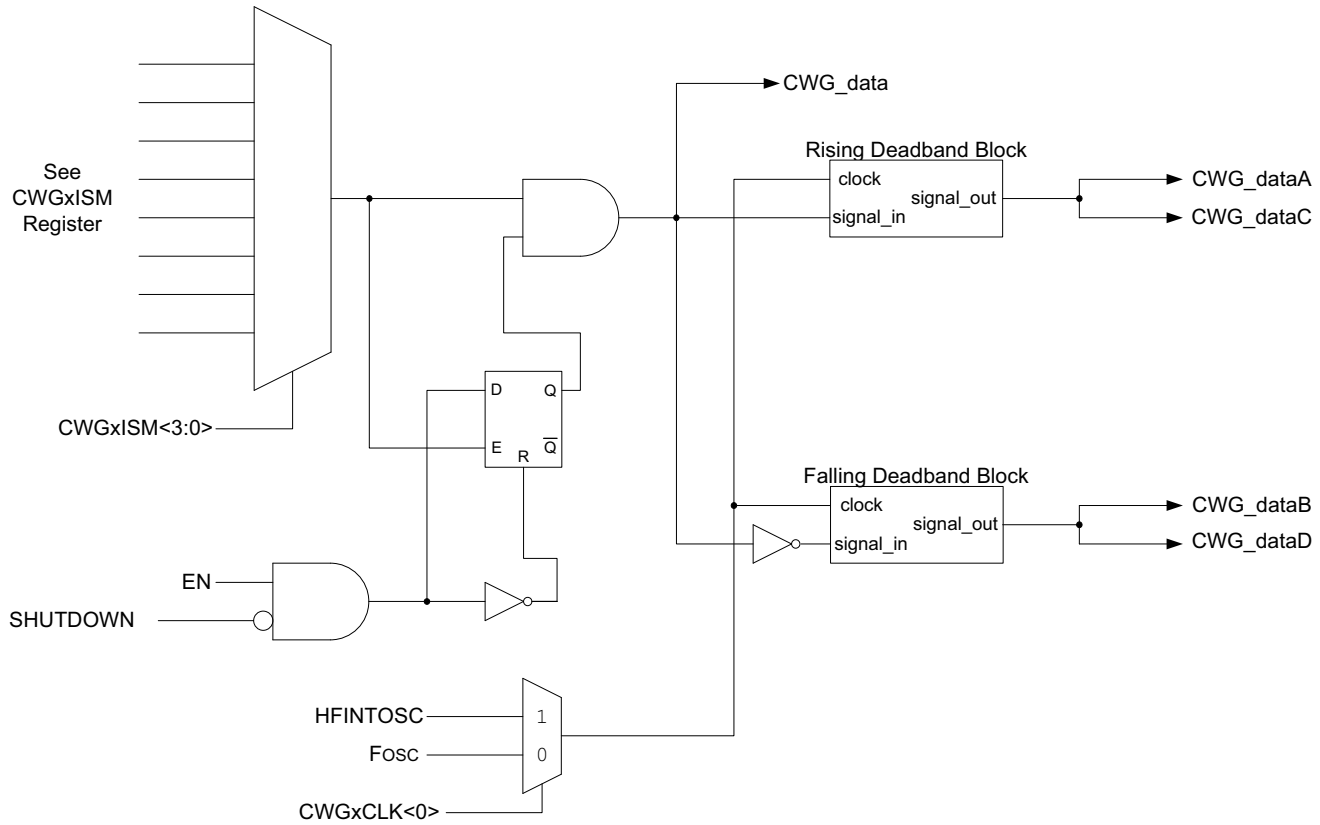 CWG_data
Rising Deadband Block
clock
signal_out
signal_in
CWG_dataA
CWG_dataC
See
CWGxISM
Register
D
Q
E
Q̅
R
CWGxISM<3:0>
Falling Deadband Block
clock
signal_out
signal_in
CWG_dataB
CWG_dataD
EN
SHUTDOWN
HFINTOSC
1
FOSC
0
CWGxCLK<0>